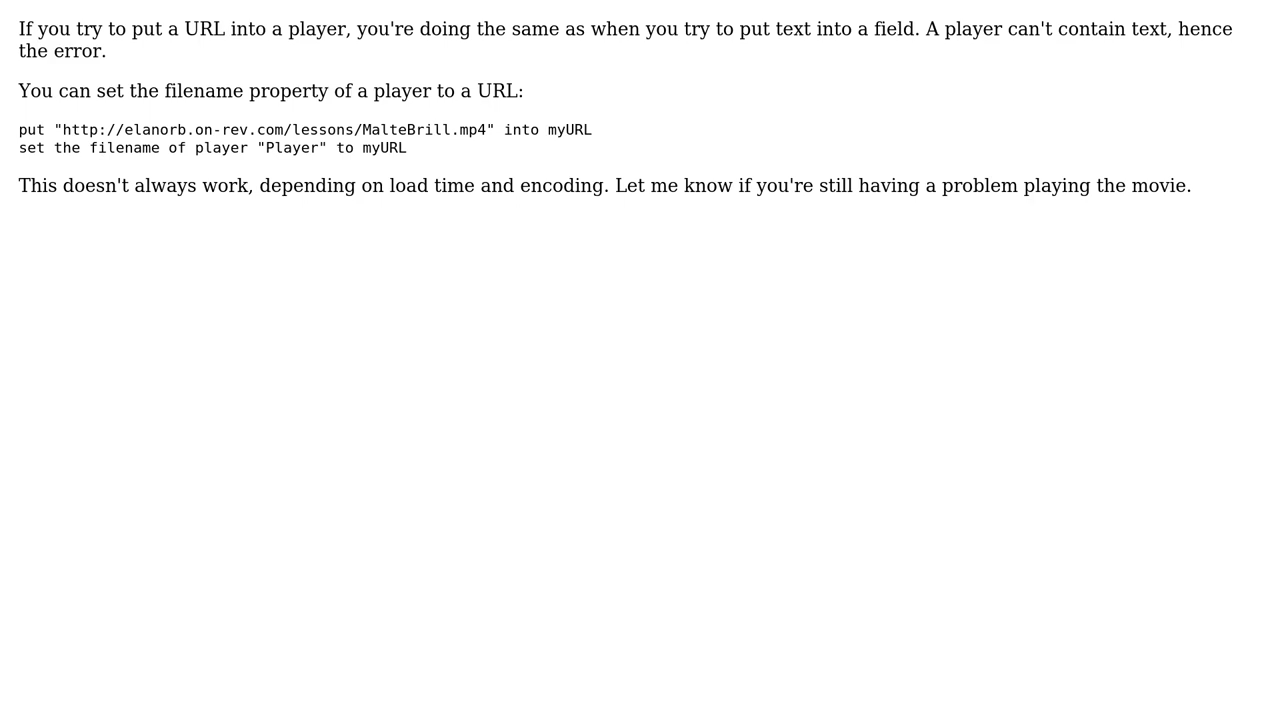 If you try to put a URL into a player, you're doing the same as when you try to put text into a field. A player can't contain text, hence
the error.
You can set the filename property of a player to a URL:
put "http://elanorb.on-rev.com/lessons/MalteBrill.mp4" into myURL
set the filename of player "Player" to myURL
This doesn't always work, depending on load time and encoding. Let me know if you're still having a problem playing the movie.